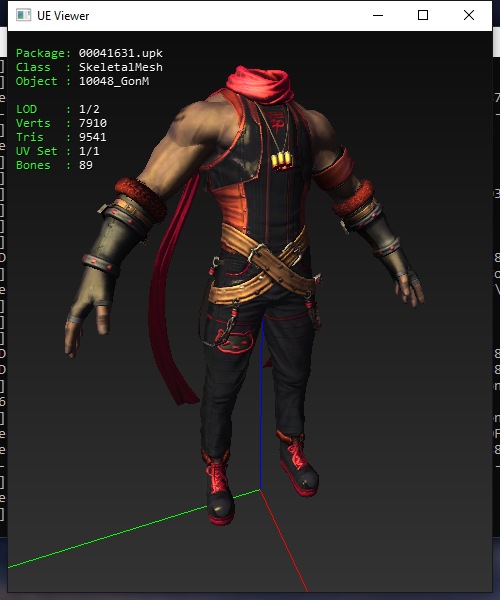 UE Viewer
Package: 00041631.upk
Class  : SkeletalMesh
Object : 10048_GonM
LOD    : 1/2
Verts  : 7910
Tris   : 9541
UV Set : 1/1
Bones  : 89